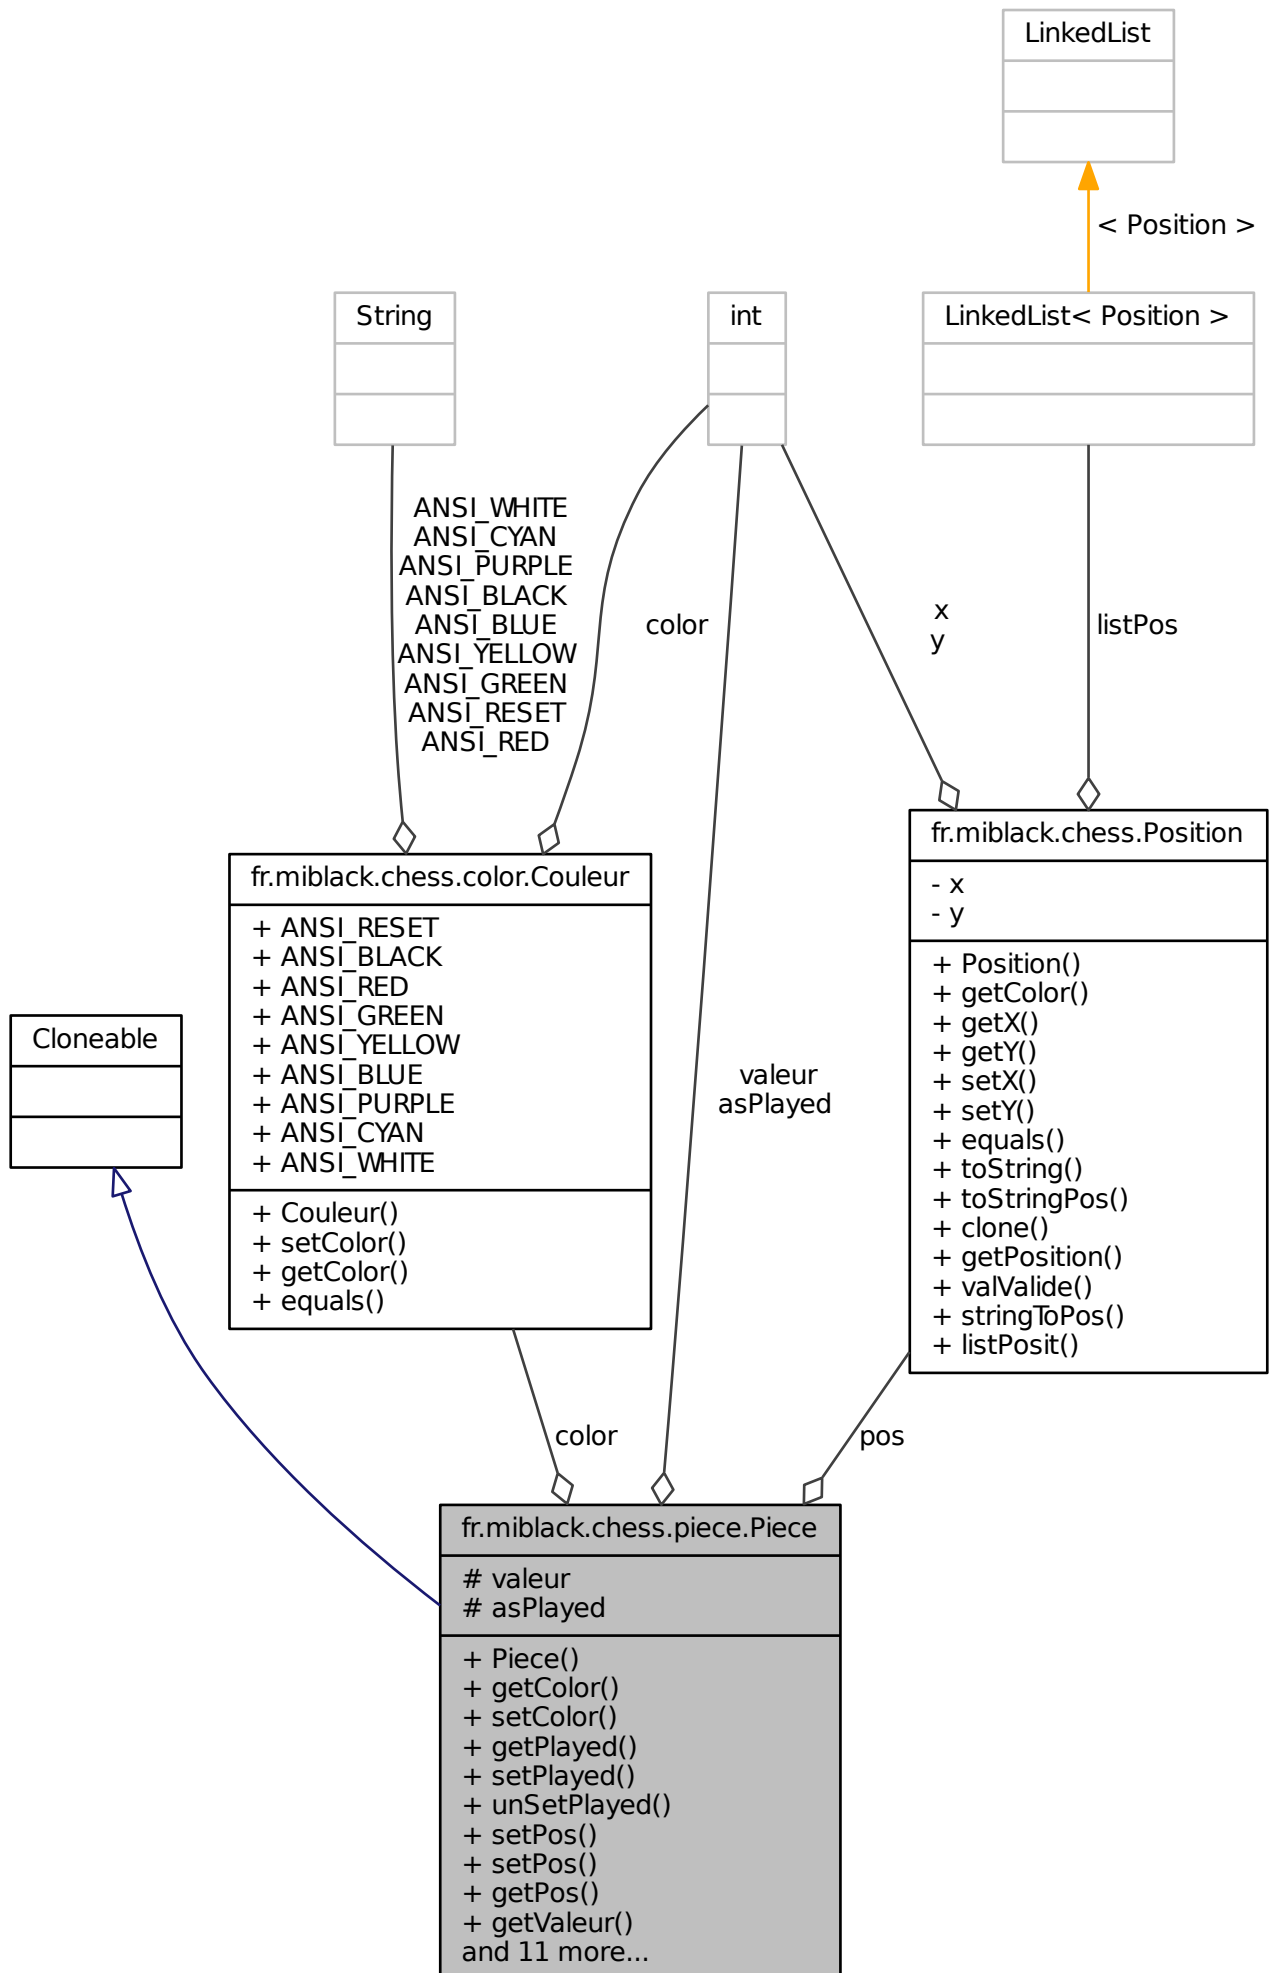 LinkedList
< Position >
String
int
LinkedList< Position >
ANSI_WHITE
ANSI_CYAN
ANSI_PURPLE
ANSI_BLACK
ANSI_BLUE
ANSI_YELLOW
ANSI_GREEN
ANSI_RESET
ANSI_RED
color
x
y
listPos
fr.miblack.chess.color.Couleur
+ ANSI_RESET
+ ANSI_BLACK
+ ANSI_RED
+ ANSI_GREEN
+ ANSI_YELLOW
+ ANSI_BLUE
+ ANSI_PURPLE
+ ANSI_CYAN
+ ANSI_WHITE
+ Couleur()
+ setColor()
+ getColor()
+ equals()
fr.miblack.chess.Position
- x
- y
+ Position()
+ getColor()
+ getX()
+ getY()
+ setX()
+ setY()
+ equals()
+ toString()
+ toStringPos()
+ clone()
+ getPosition()
+ valValide()
+ stringToPos()
+ listPosit()
Cloneable
valeur
asPlayed
color
pos
fr.miblack.chess.piece.Piece
# valeur
# asPlayed
+ Piece()
+ getColor()
+ setColor()
+ getPlayed()
+ setPlayed()
+ unSetPlayed()
+ setPos()
+ setPos()
+ getPos()
+ getValeur()
and 11 more...